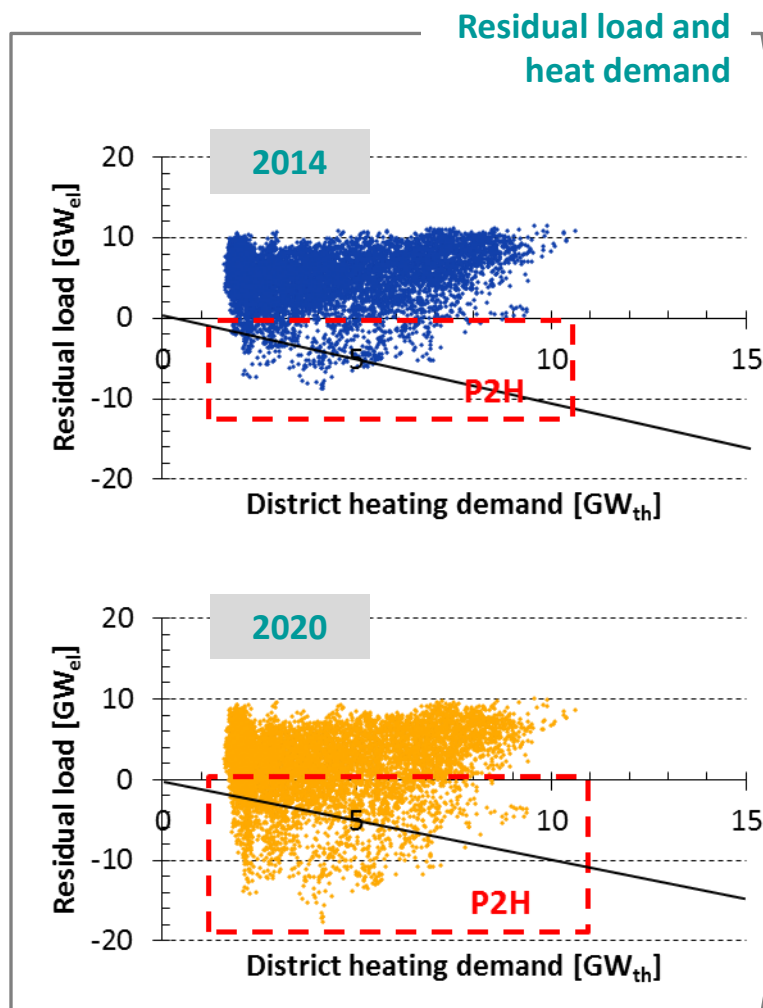 Residual load and
heat demand
2014
Residual load [GWel]
20
10
0
-10
-20
0
5
10
15
P2H
District heating demand [GWth]
2020
Residual load [GWel]
20
10
0
-10
-20
0
5
10
15
P2H
District heating demand [GWth]